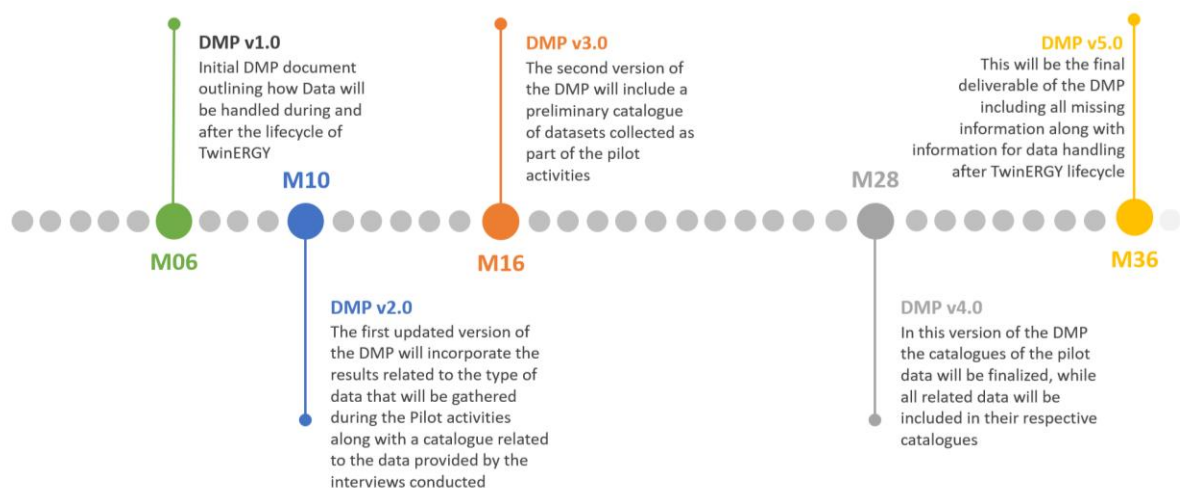 DMP v1.0
Initial DMP document
outlining how Data will
be handled during and
after the lifecycle of
TwinERGY
DMP v3.0
The second version of
the DMP will include a
preliminary catalogue
of datasets collected as
part of the pilot
activities
DMP v5.0
This will be the final
deliverable of the DMP
including all missing
information along with
information for data handling
after TwinERGY lifecycle
M10
M28
M06
M16
M36
DMP v2.0
The first updated version of
the DMP will incorporate the
results related to the type of
data that will be gathered
during the Pilot activities
along with a catalogue related
to the data provided by the
interviews conducted
DMP v4.0
In this version of the DMP
the catalogues of the pilot
data will be finalized, while
all related data will be
included in their respective
catalogues